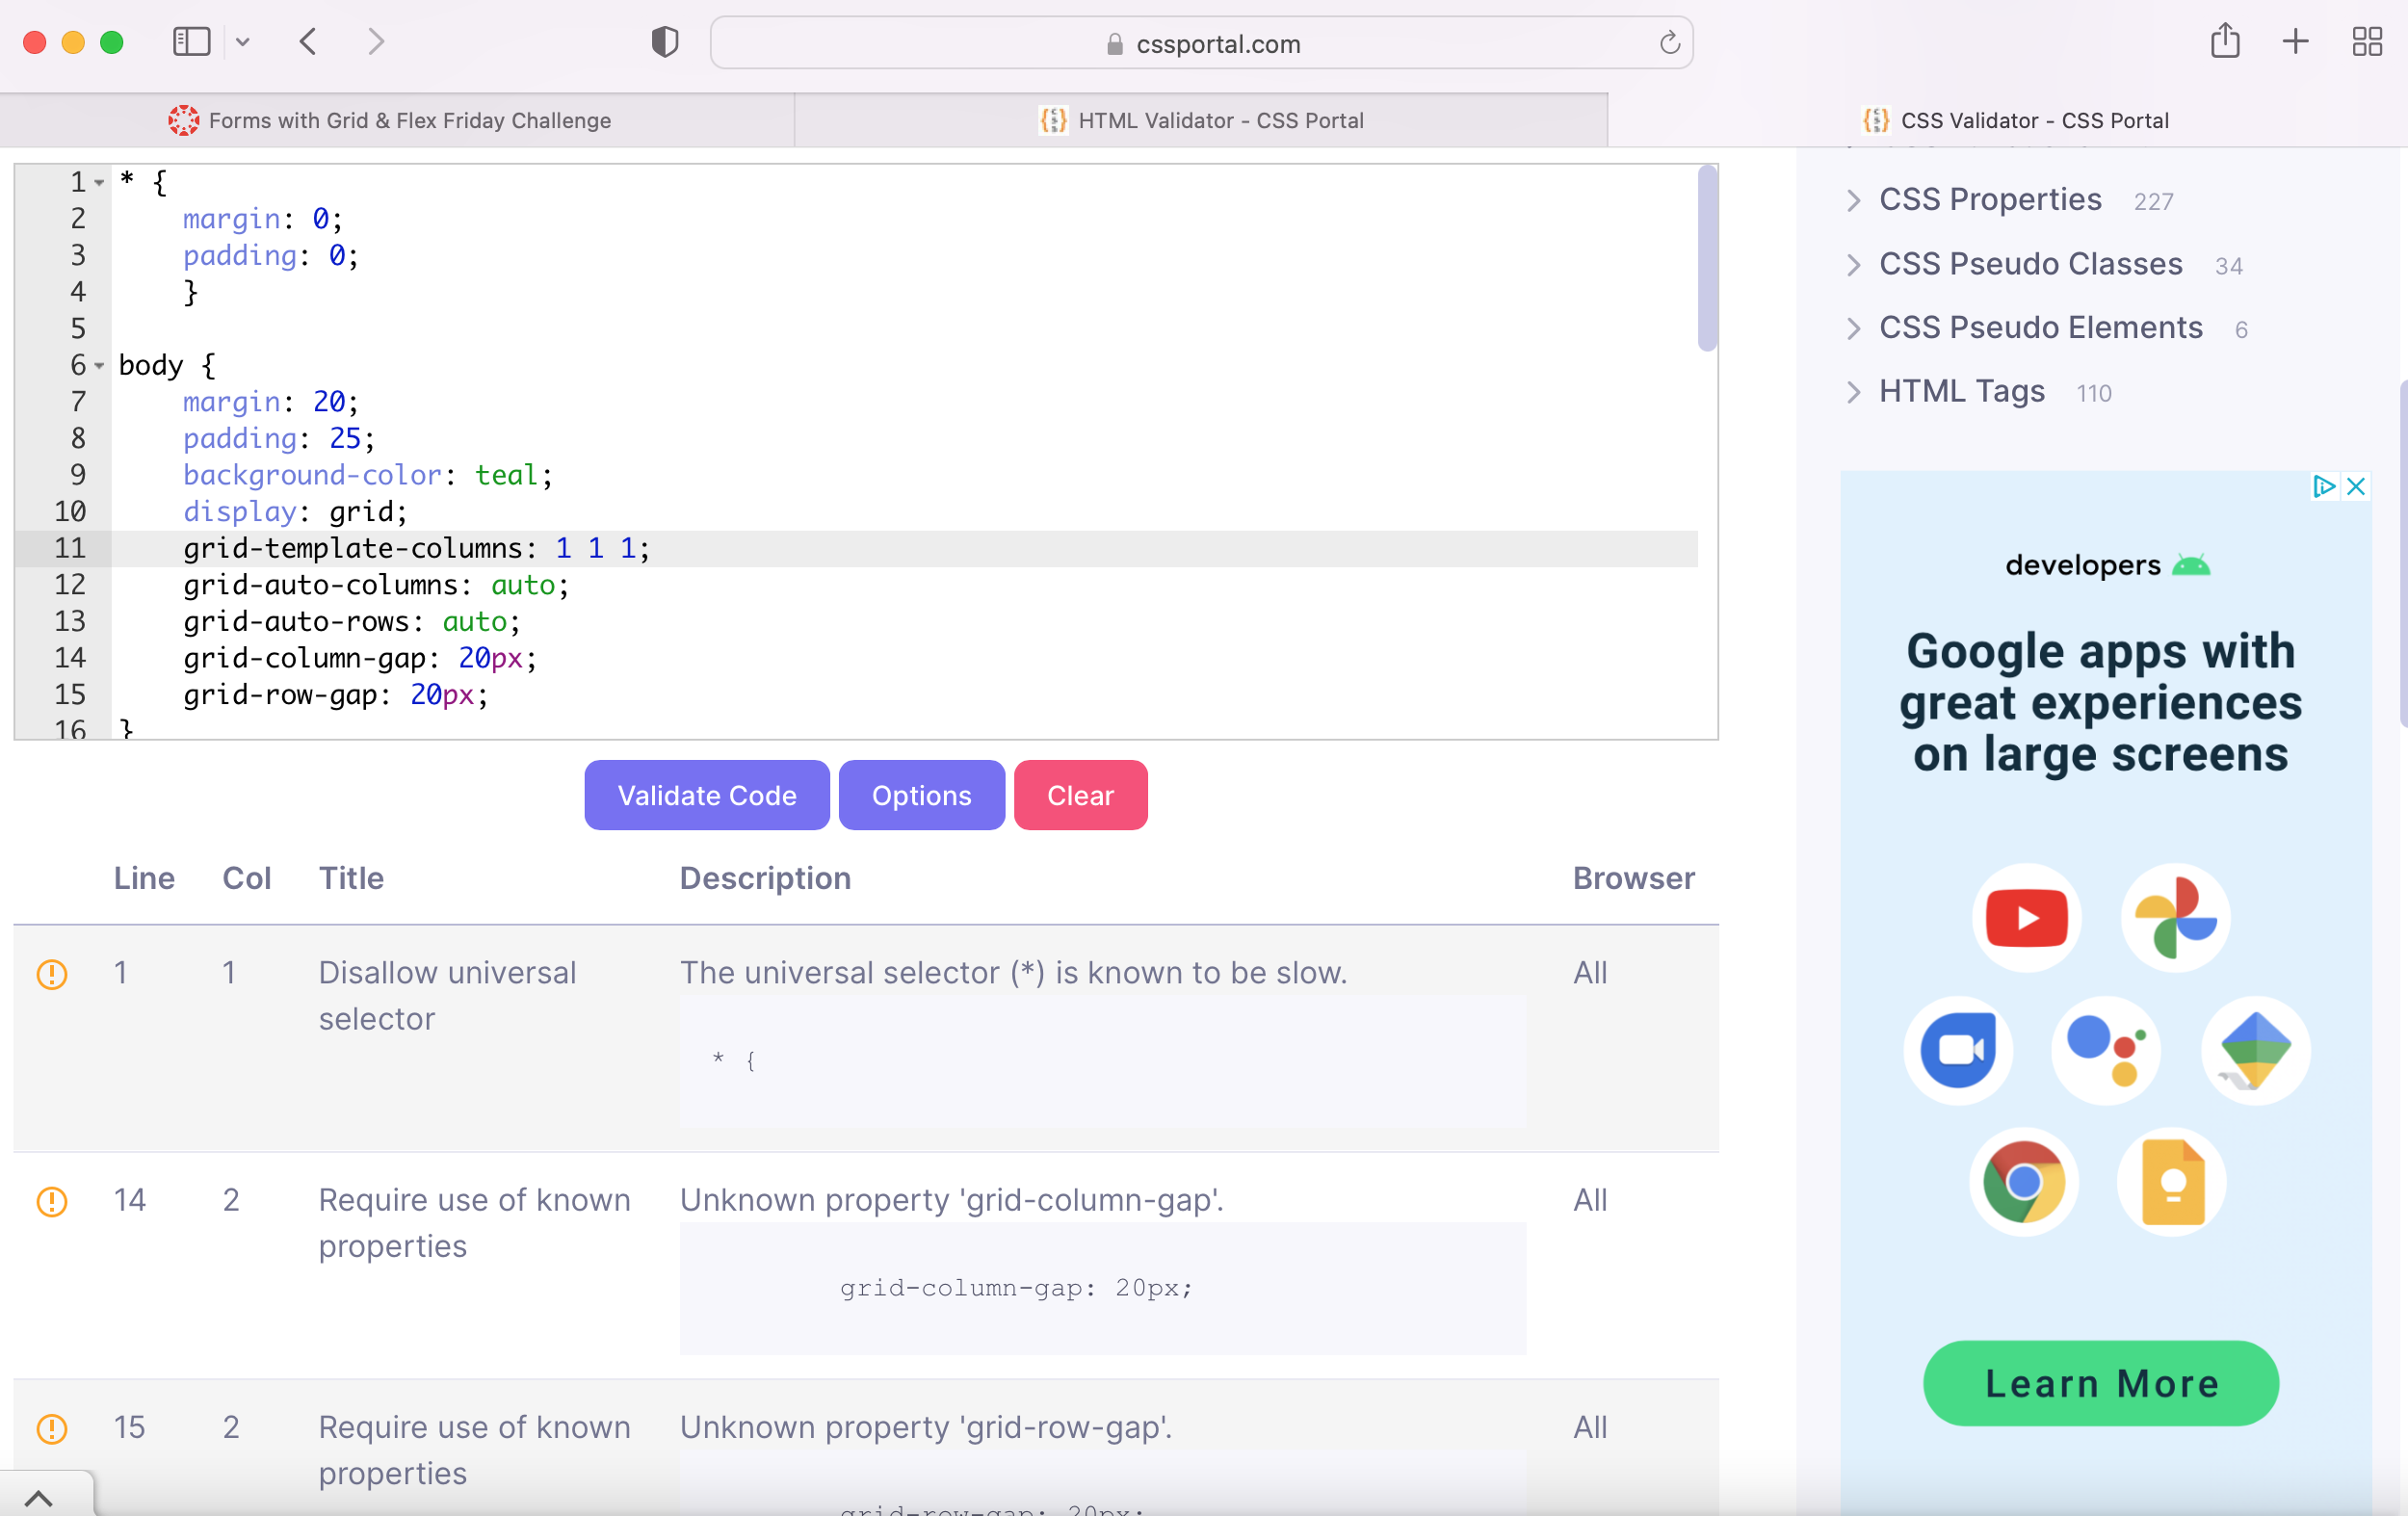 cssportal.com
Forms with Grid & Flex Friday Challenge
HTML Validator - CSS Portal
CSS Validator - CSS Portal
1 * {
2 margin: 0;
3 padding: 0;
4 }
5
6 body {
7 margin: 20;
8 padding: 25;
9 background-color: teal;
10 display: grid;
11 grid-template-columns: 1 1 1;
12 grid-auto-columns: auto;
13 grid-auto-rows: auto;
14 grid-column-gap: 20px;
15 grid-row-gap: 20px;
16 }
Validate Code
Options
Clear
Line Col Title Description Browser
1 1 Disallow universal The universal selector (*) is known to be slow. All
selector
* {
14 2 Require use of known Unknown property 'grid-column-gap'. All
properties
grid-column-gap: 20px;
15 2 Require use of known Unknown property 'grid-row-gap'. All
properties
grid-row-gap: 20px;
CSS Properties 227
CSS Pseudo Classes 34
CSS Pseudo Elements 6
HTML Tags 110
developers
Google apps with
great experiences
on large screens
Learn More